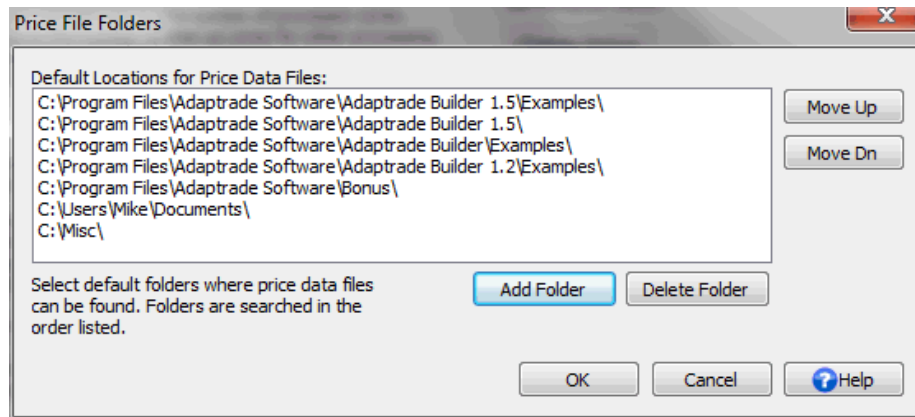 Price File Folders
Default Locations for Price Data Files:
C:\Program Files\Adaptrade Software\Adaptrade Builder 1.5\Examples\
C:\Program Files\Adaptrade Software\Adaptrade Builder 1.5\
C:\Program Files\Adaptrade Software\Adaptrade Builder\Examples\
C:\Program Files\Adaptrade Software\Adaptrade Builder 1.2\Examples\
C:\Program Files\Adaptrade Software\Bonus\
C:\Users\Mike\Documents\
C:\Misc\
Move Up
Move Dn
Select default folders where price data files
can be found. Folders are searched in the
order listed.
Add Folder
Delete Folder
OK
Cancel
?Help